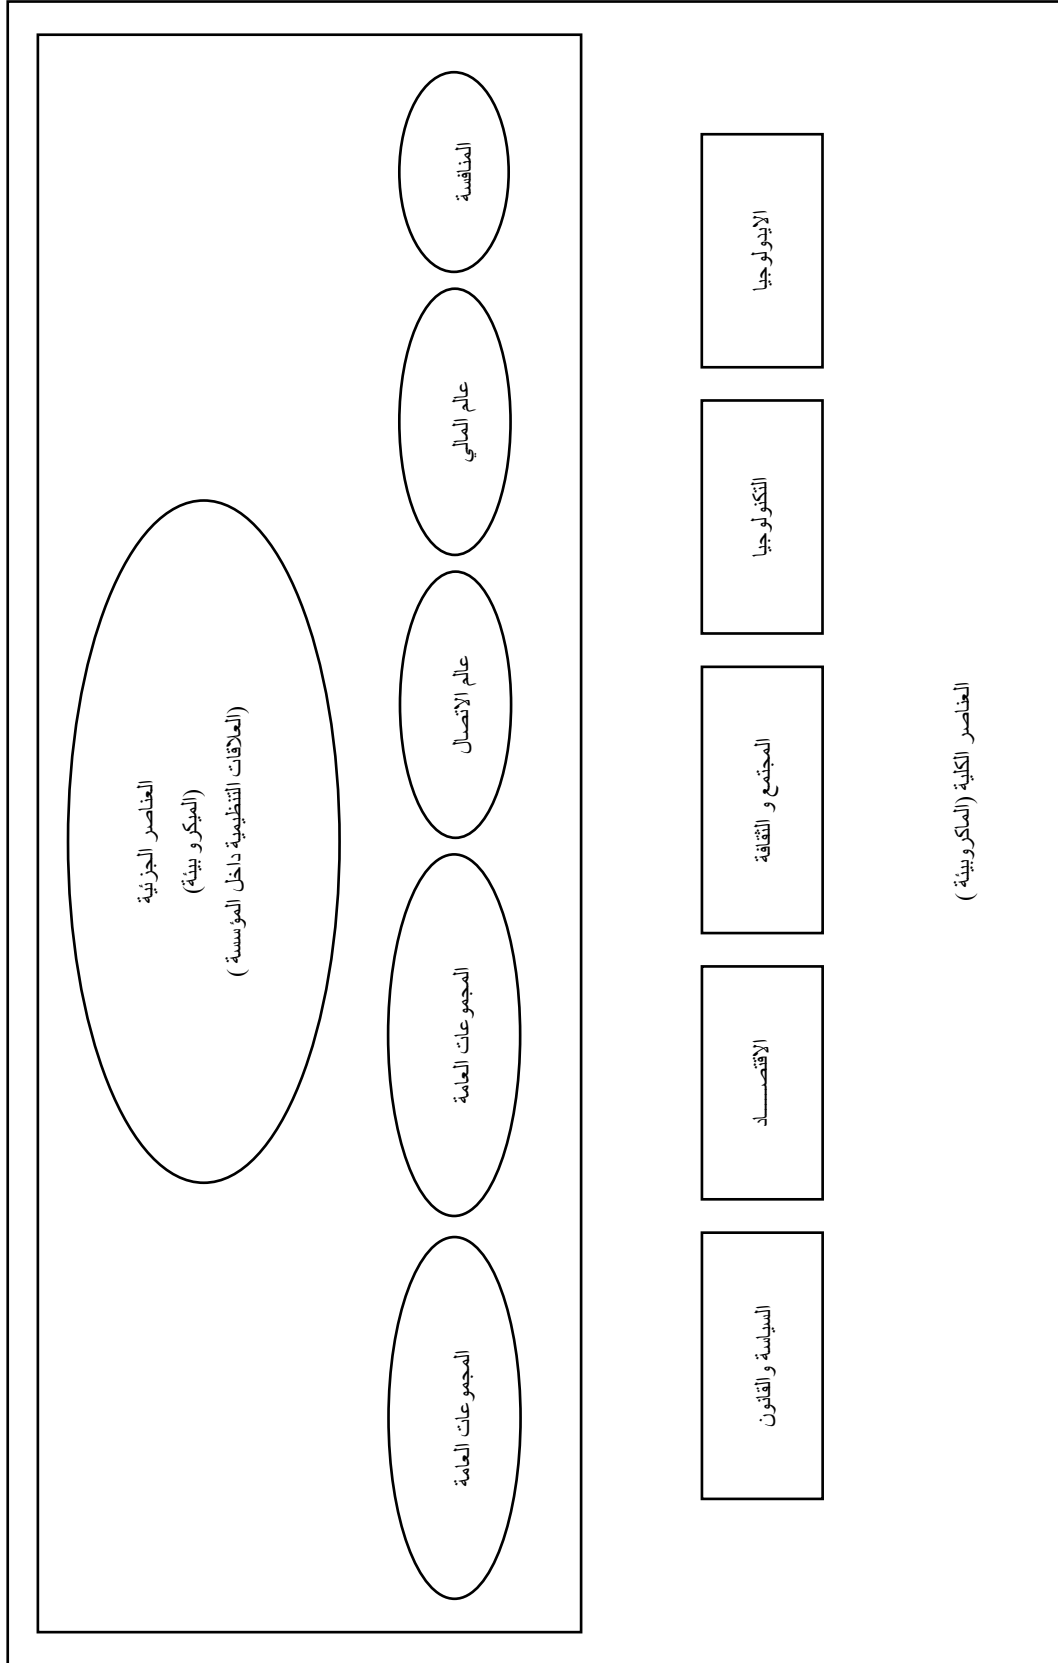 العناصر الجزئية
(الميكرو بيئة)
(العلاقات التنظيمية داخل المؤسسة )
المنافسة
عالم المالي
عالم الاتصال
المجموعات العامة
المجموعات العامة
الايدولوجيا
التكنولوجيا
المجتمع و الثقافة
الاقتصـــــاد
السياسة و القانون
العناصر الكلية (الماكروبيئة )